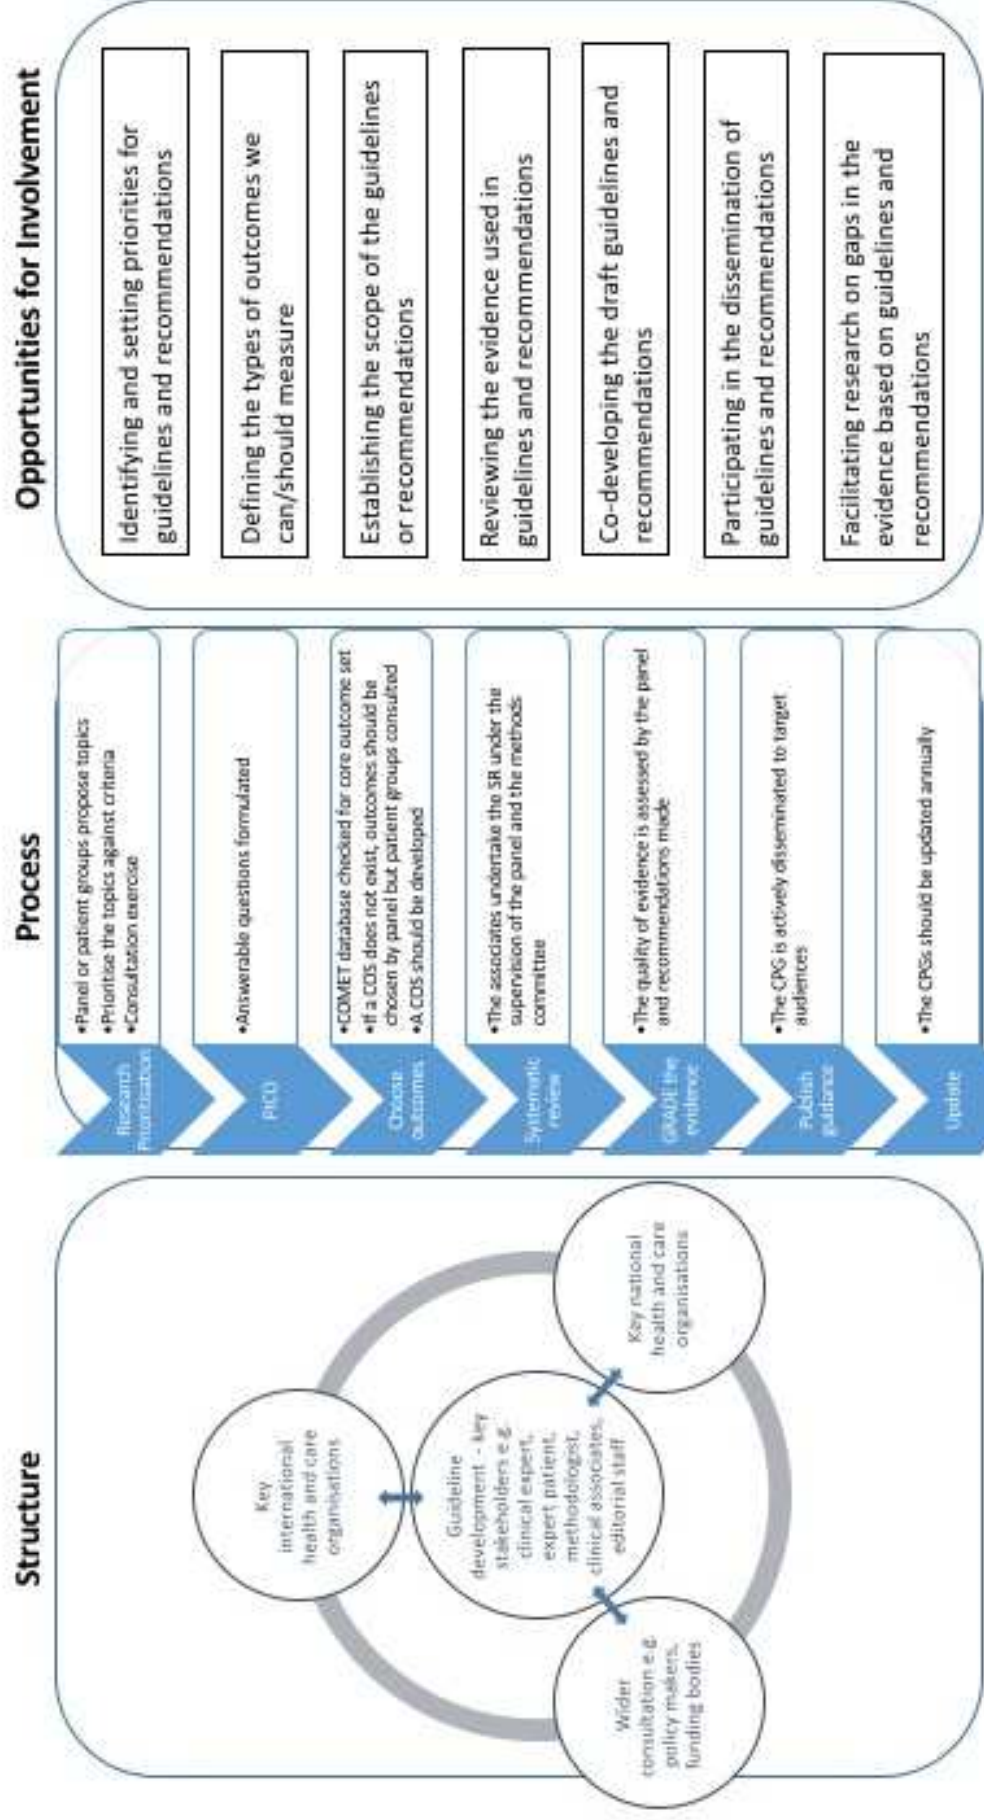 Structure
Key
international
health and care
organisations
Guideline
development - key
stakeholders e.g.
clinical expert,
expert patient,
methodologist,
clinical associates,
editorial staff
Wider
consultation e.g.
policy makers,
funding bodies
Key national
health and care
organisations
Process
Research
Prioritisation
•Panel or patient groups propose topics
•Prioritise the topics against criteria
•Consultation exercise
PICO
•Answerable questions formulated
Choose
outcomes
•COMET database checked for core outcome set
•If a COS does not exist, outcomes should be
chosen by panel but patient groups consulted
•A COS should be developed
Systematic
review
•The associates undertake the SR under the
supervision of the panel and the methods
committee
GRADE the
evidence
•The quality of evidence is assessed by the panel
and recommendations made
Publish
guidance
•The CPG is actively disseminated to target
audiences
Update
•The CPGs should be updated annually
Opportunities for Involvement
Identifying and setting priorities for
guidelines and recommendations
Defining the types of outcomes we
can/should measure
Establishing the scope of the guidelines
or recommendations
Reviewing the evidence used in
guidelines and recommendations
Co-developing the draft guidelines and
recommendations
Participating in the dissemination of
guidelines and recommendations
Facilitating research on gaps in the
evidence based on guidelines and
recommendations